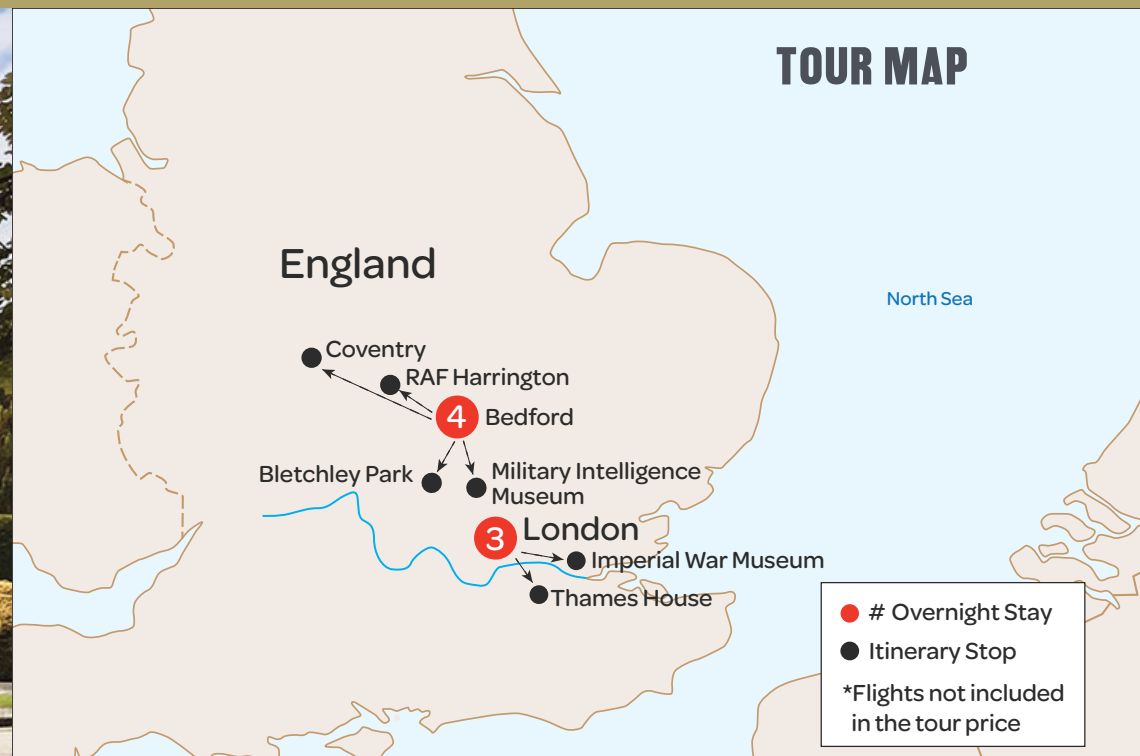 TOUR MAP
England
North Sea
Coventry
RAF Harrington
4
Bedford
Bletchley Park
Military Intelligence
Museum
3
London
Imperial War Museum
Thames House
# Overnight Stay
Itinerary Stop
*Flights not included
in the tour price